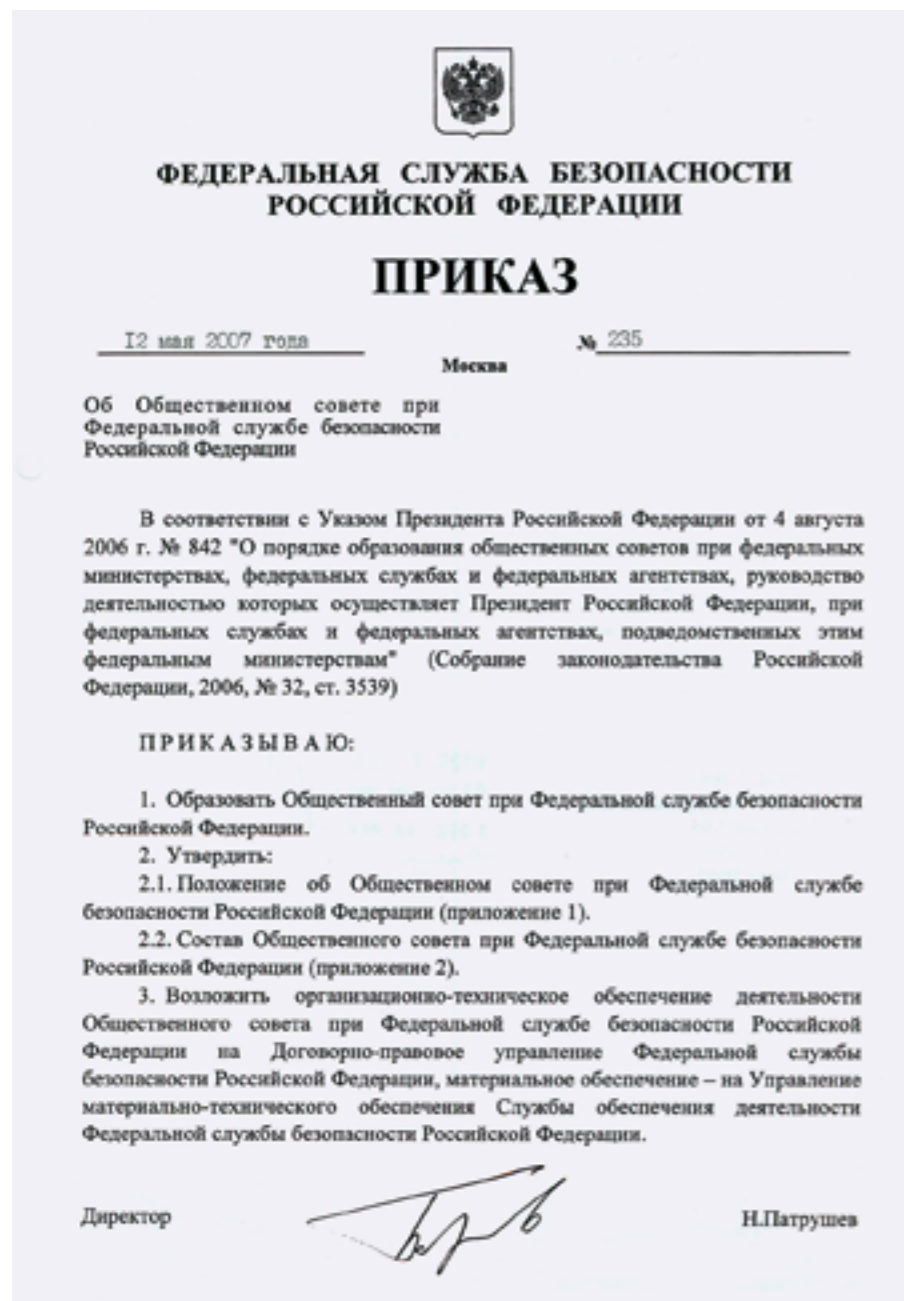 ФЕДЕРАЛЬНАЯ СЛУЖБА БЕЗОПАСНОСТИ
РОССИЙСКОЙ ФЕДЕРАЦИИ
ПРИКАЗ
I2 мая 2007 года № 235
Москва
Об Общественном совете при
Федеральной службе безопасности
Российской Федерации
В соответствии с Указом Президента Российской Федерации от 4 августа
2006 г. № 842 "О порядке образования общественных советов при федеральных
министерствах, федеральных службах и федеральных агентствах, руководство
деятельностью которых осуществляет Президент Российской Федерации, при
федеральных службах и федеральных агентствах, подведомственных этим
федеральным министерствам" (Собрание законодательства Российской
Федерации, 2006, № 32, ст. 3539)
П Р И К А З Ы В А Ю:
1. Образовать Общественный совет при Федеральной службе безопасности
Российской Федерации.
2. Утвердить:
2.1. Положение об Общественном совете при Федеральной службе
безопасности Российской Федерации (приложение 1).
2.2. Состав Общественного совета при Федеральной службе безопасности
Российской Федерации (приложение 2).
3. Возложить организационно-техническое обеспечение деятельности
Общественного совета при Федеральной службе безопасности Российской
Федерации на Договорно-правовое управление Федеральной службы
безопасности Российской Федерации, материальное обеспечение – на Управление
материально-технического обеспечения Службы обеспечения деятельности
Федеральной службы безопасности Российской Федерации.
Директор Н.Патрушев